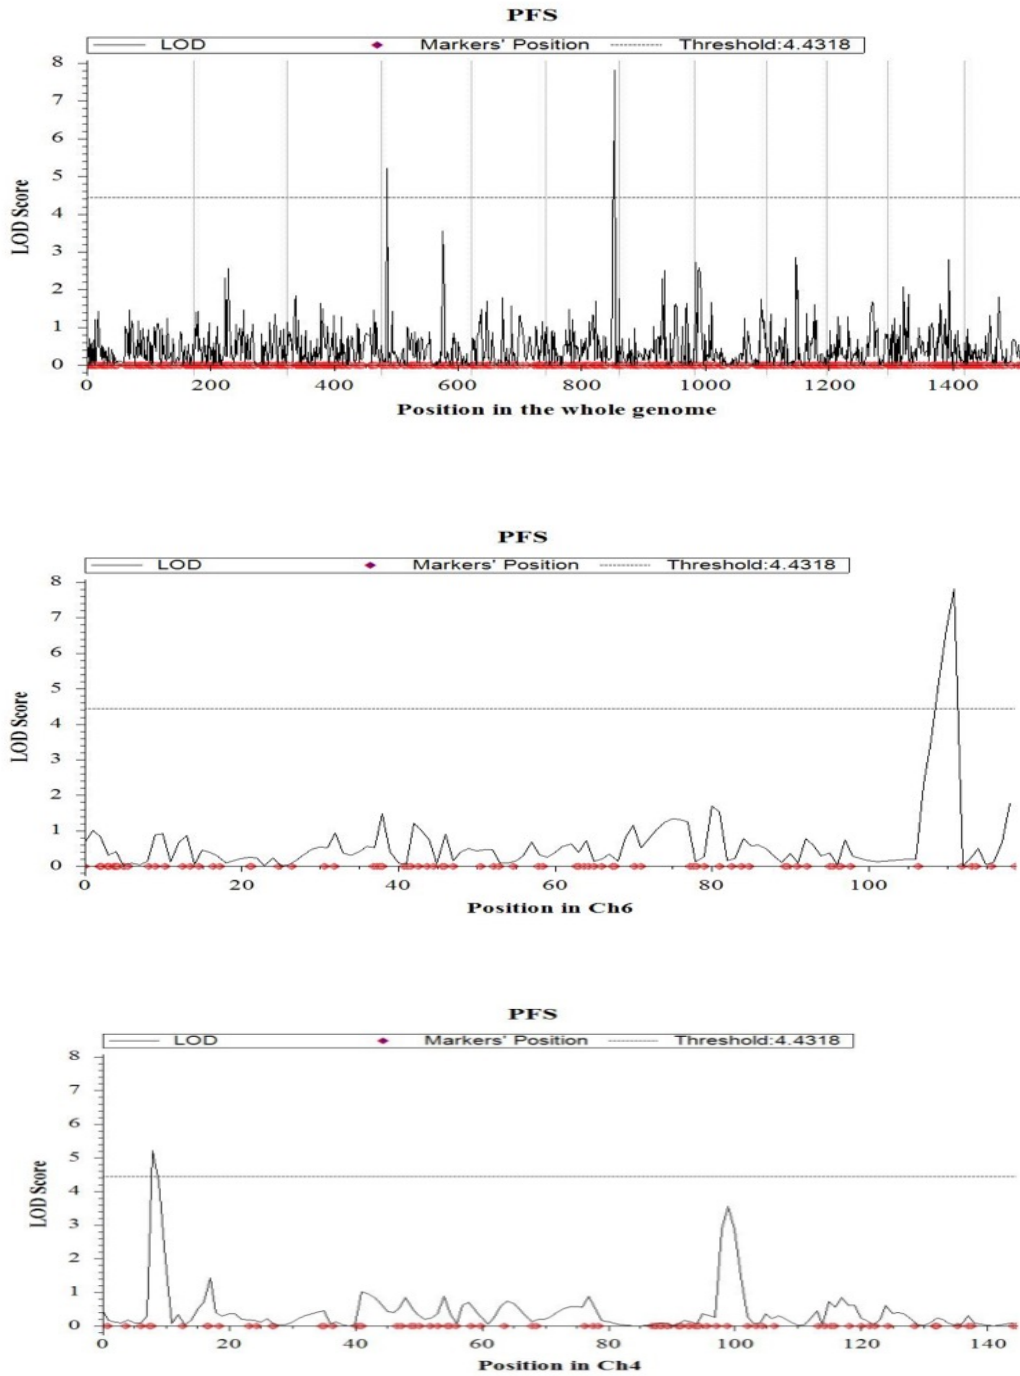 PFS
LOD Markers' Position Threshold:4.4318
8
7
6
5
4
3
2
1
0
LOD Score
0 200 400 600 800 1000 1200 1400
Position in the whole genome
PFS
LOD Markers' Position Threshold:4.4318
8
7
6
5
4
3
2
1
0
LOD Score
0 20 40 60 80 100
Position in Ch6
PFS
LOD Markers' Position Threshold:4.4318
8
7
6
5
4
3
2
1
0
LOD Score
0 20 40 60 80 100 120 140
Position in Ch4